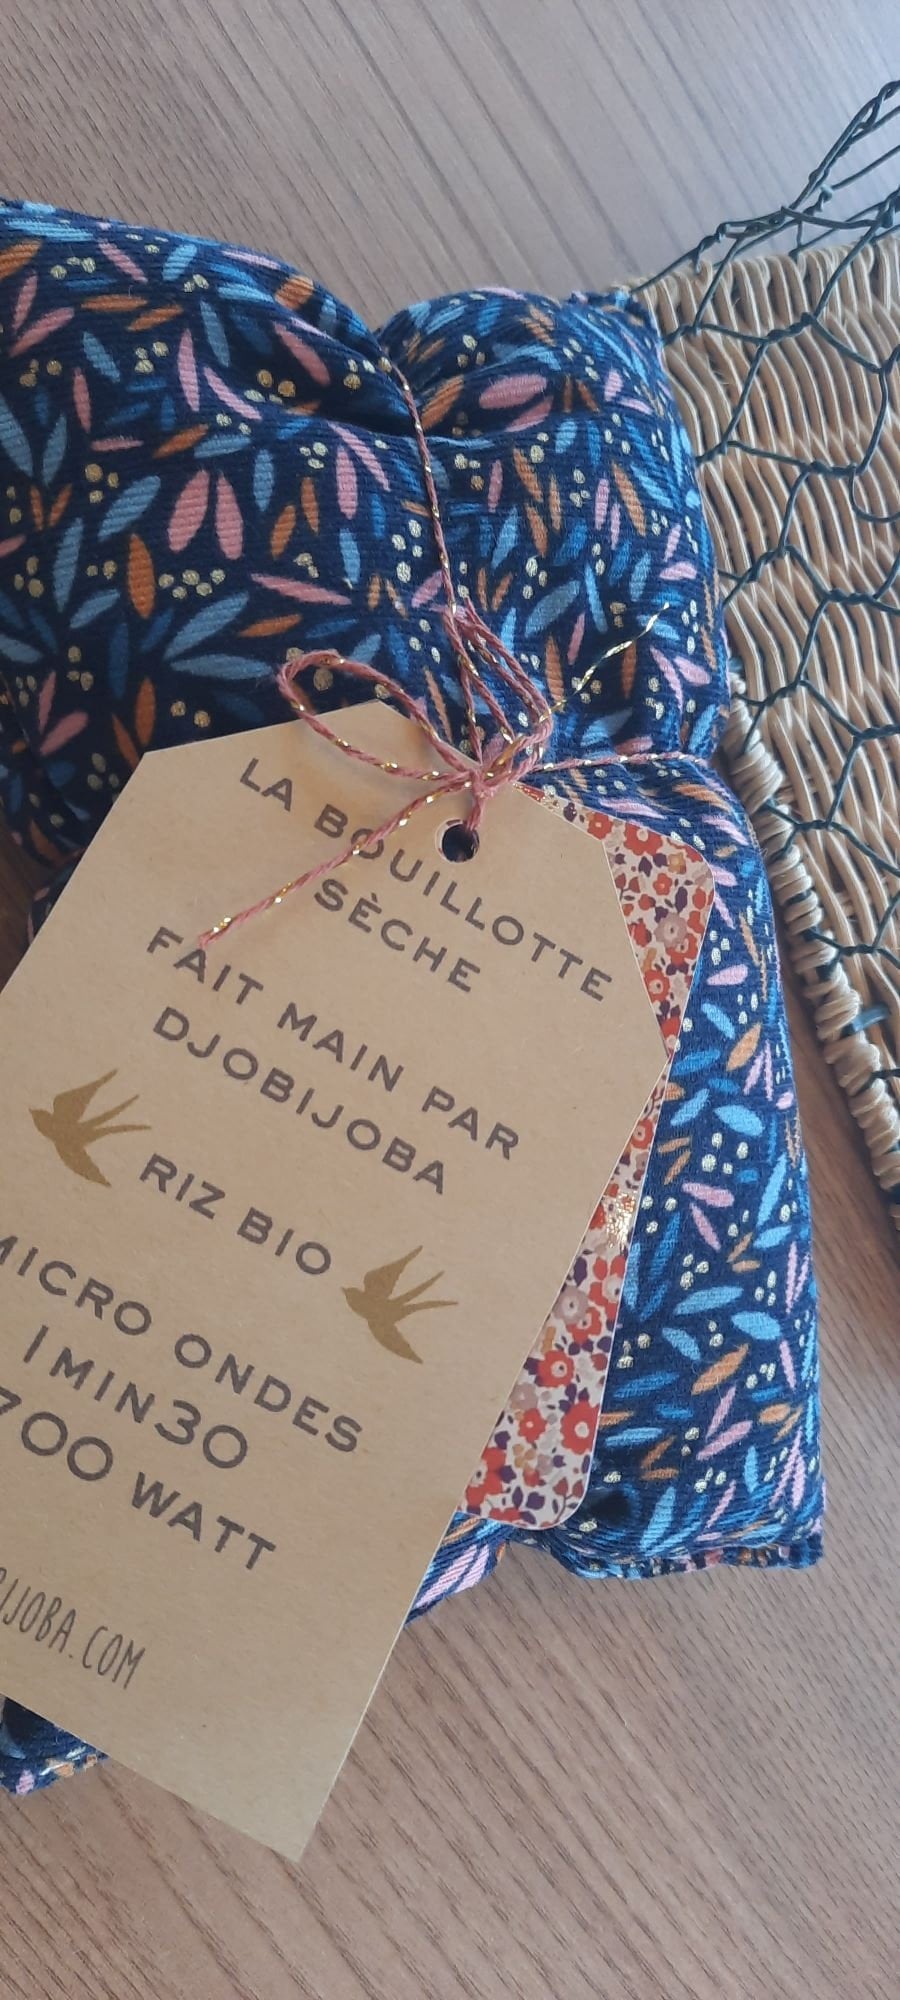 LA BOUILLOTTE
SÈCHE
FAIT MAIN PAR
DJOBIJOBA
RIZ BIO
MICRO ONDES
1MIN30
700 WATT